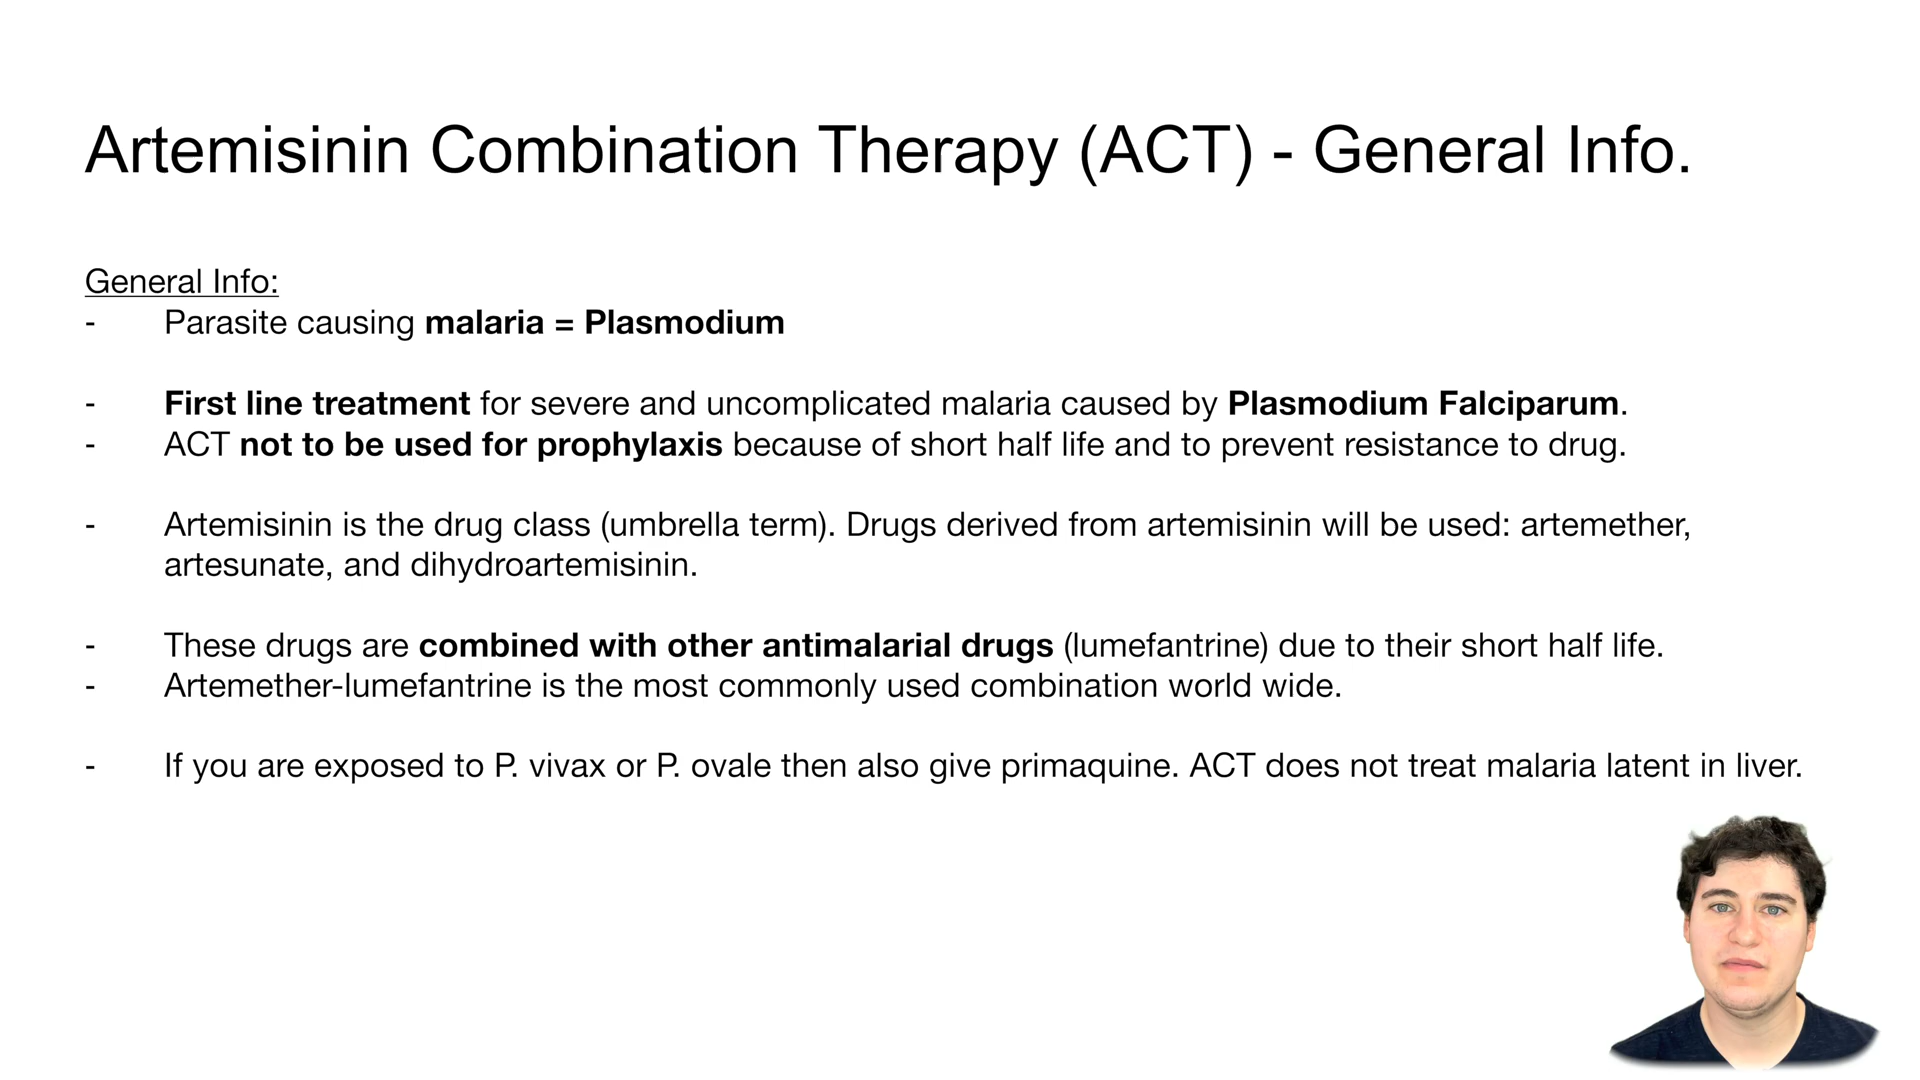 Artemisinin Combination Therapy (ACT) - General Info.
General Info:
- Parasite causing malaria = Plasmodium
- First line treatment for severe and uncomplicated malaria caused by Plasmodium Falciparum.
- ACT not to be used for prophylaxis because of short half life and to prevent resistance to drug.
- Artemisinin is the drug class (umbrella term). Drugs derived from artemisinin will be used: artemether,
artesunate, and dihydroartemisinin.
- These drugs are combined with other antimalarial drugs (lumefantrine) due to their short half life.
- Artemether-lumefantrine is the most commonly used combination world wide.
- If you are exposed to P. vivax or P. ovale then also give primaquine. ACT does not treat malaria latent in liver.